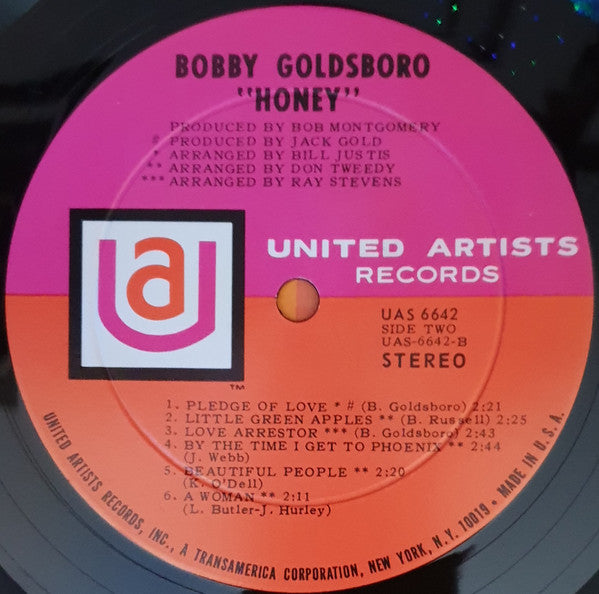 BOBBY GOLDSBORO
"HONEY"
PRODUCED BY BOB MONTGOMERY
# PRODUCED BY JACK GOLD
* ARRANGED BY BILL JUSTIS
** ARRANGED BY DON TWEEDY
*** ARRANGED BY RAY STEVENS
ua
UNITED ARTISTS
RECORDS
TM
UAS 6642
SIDE TWO
UAS-6642-B
STEREO
1. PLEDGE OF LOVE * # (B. Goldsboro) 2:21
2. LITTLE GREEN APPLES ** (B. Russell) 2:25
3. LOVE ARRESTOR *** (B. Goldsboro) 2:43
4. BY THE TIME I GET TO PHOENIX ** 2:44
(J. Webb)
5. BEAUTIFUL PEOPLE ** 2:20
(K. O'Dell)
6. A WOMAN ** 2:11
(L. Butler-J. Hurley)
UNITED ARTISTS RECORDS, INC., A TRANSAMERICA CORPORATION, NEW YORK, N.Y. 10019 • MADE IN U.S.A.